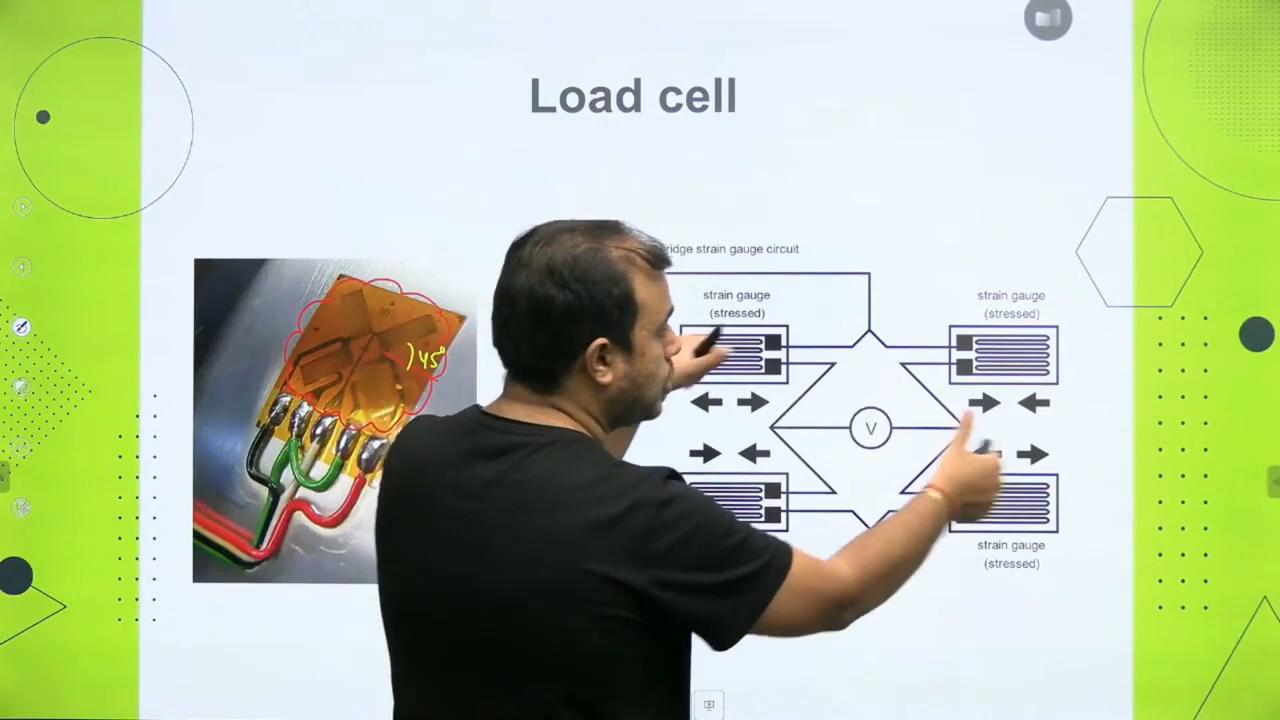 Load cell
ridge strain gauge circuit
strain gauge
(stressed)
strain gauge
(stressed)
45°
V
strain gauge
(stressed)